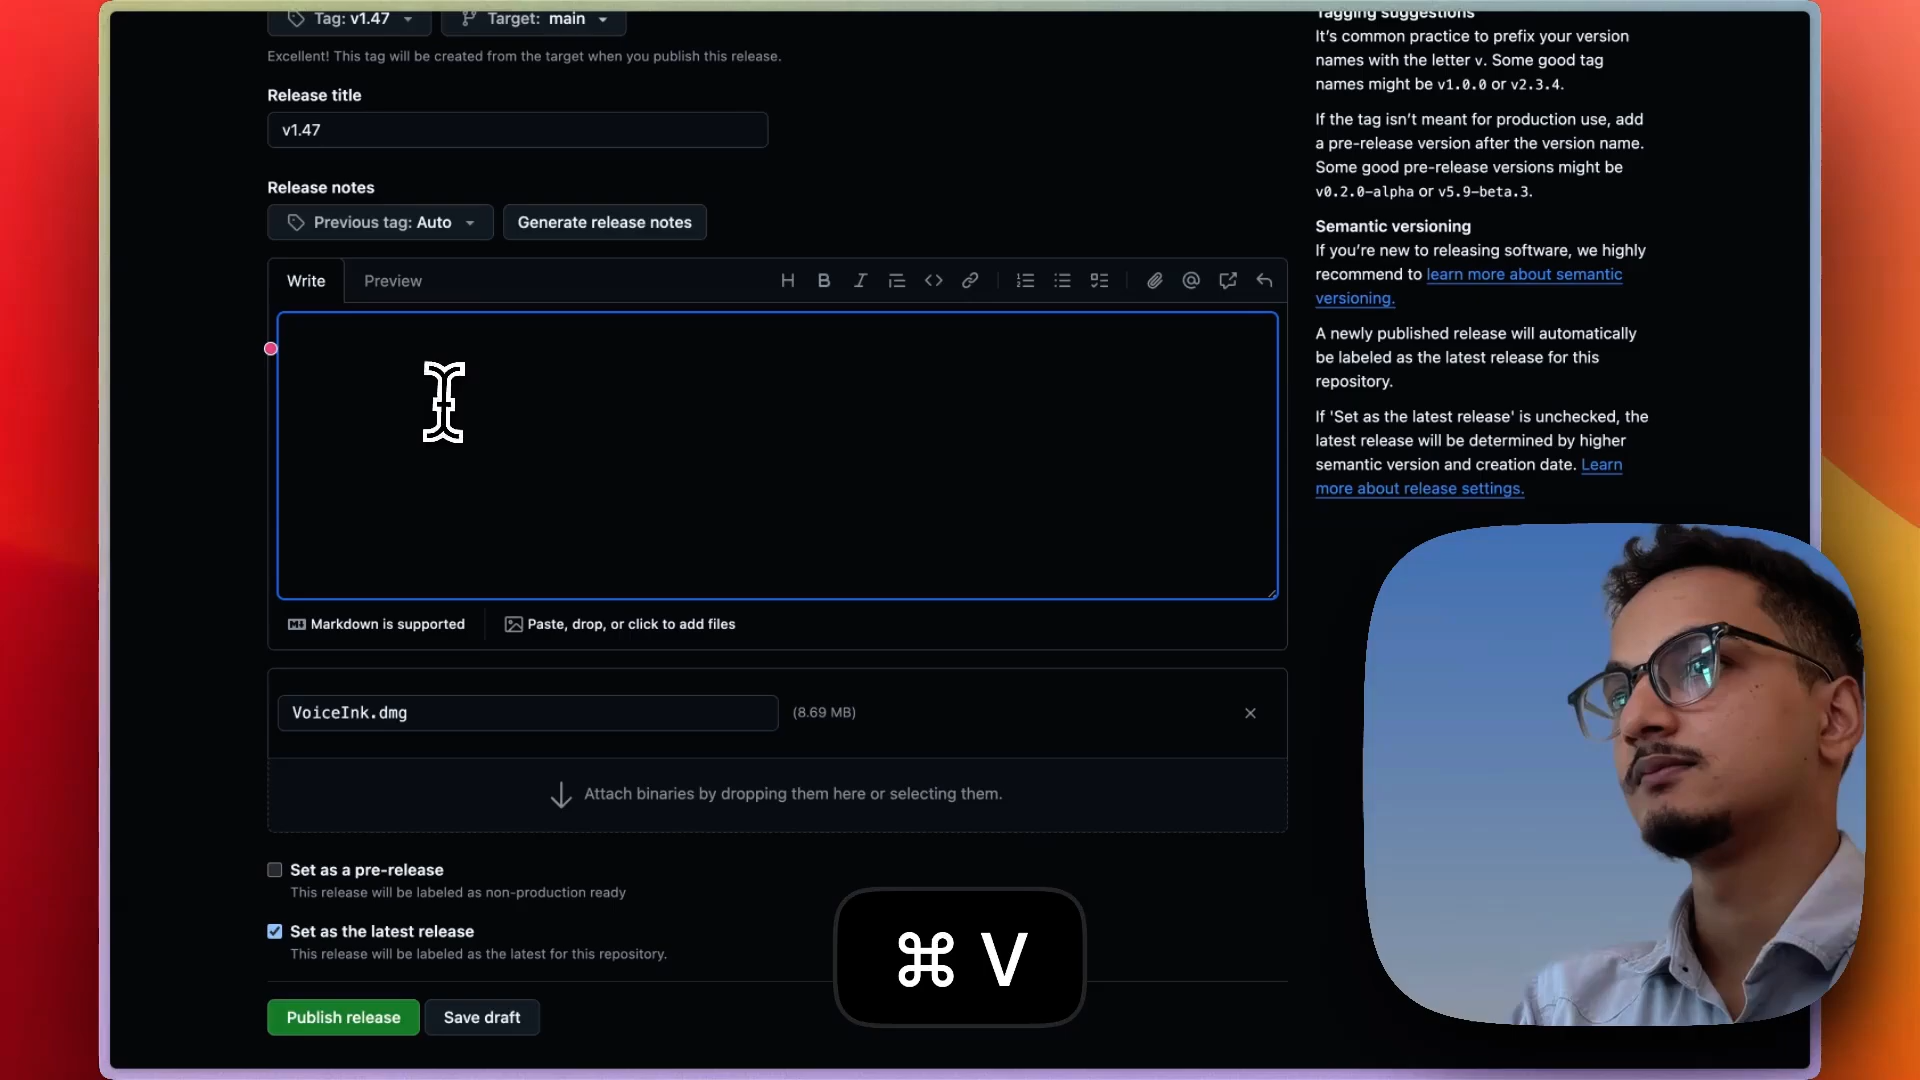 Tag: v1.47
Target: main
Excellent! This tag will be created from the target when you publish this release.
Release title
v1.47
Release notes
Previous tag: Auto
Generate release notes
Write
Preview
H B I
Markdown is supported
Paste, drop, or click to add files
VoiceInk.dmg
(8.69 MB)
Attach binaries by dropping them here or selecting them.
Set as a pre-release
This release will be labeled as non-production ready
Set as the latest release
This release will be labeled as the latest for this repository.
Publish release
Save draft
⌘ V
Tagging suggestions
It’s common practice to prefix your version
names with the letter v. Some good tag
names might be v1.0.0 or v2.3.4.
If the tag isn’t meant for production use, add
a pre-release version after the version name.
Some good pre-release versions might be
v0.2.0-alpha or v5.9-beta.3.
Semantic versioning
If you’re new to releasing software, we highly
recommend to learn more about semantic
versioning.
A newly published release will automatically
be labeled as the latest release for this
repository.
If 'Set as the latest release' is unchecked, the
latest release will be determined by higher
semantic version and creation date. Learn
more about release settings.